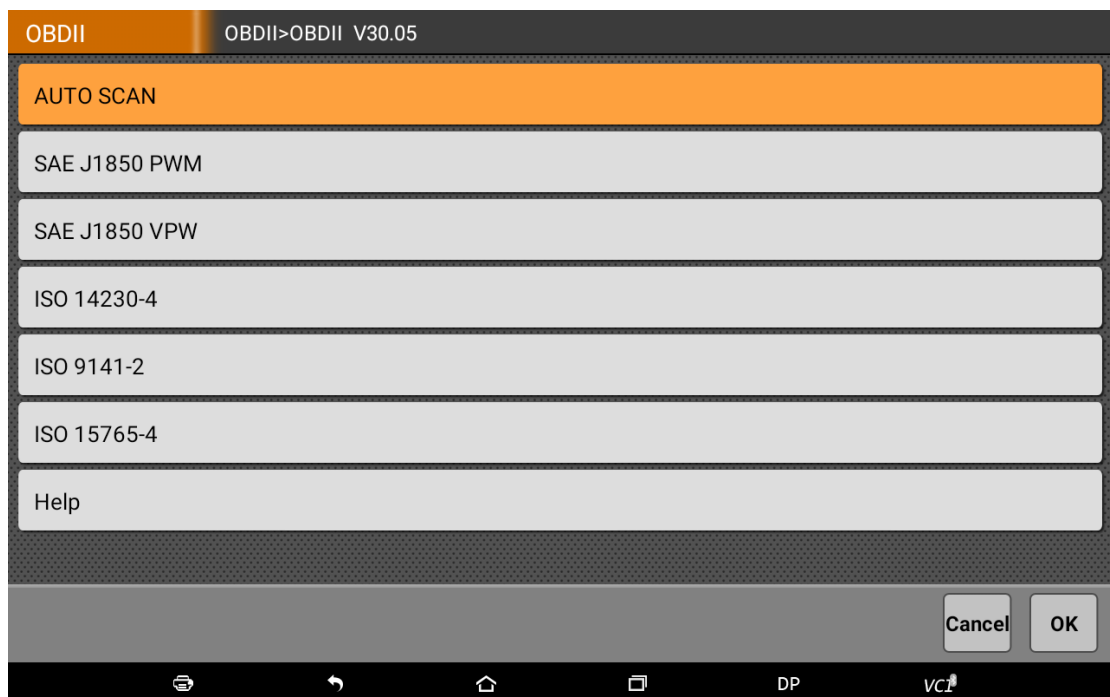 OBDII
OBDII>OBDII V30.05
AUTO SCAN
SAE J1850 PWM
SAE J1850 VPW
ISO 14230-4
ISO 9141-2
ISO 15765-4
Help
Cancel OK
DP VCI